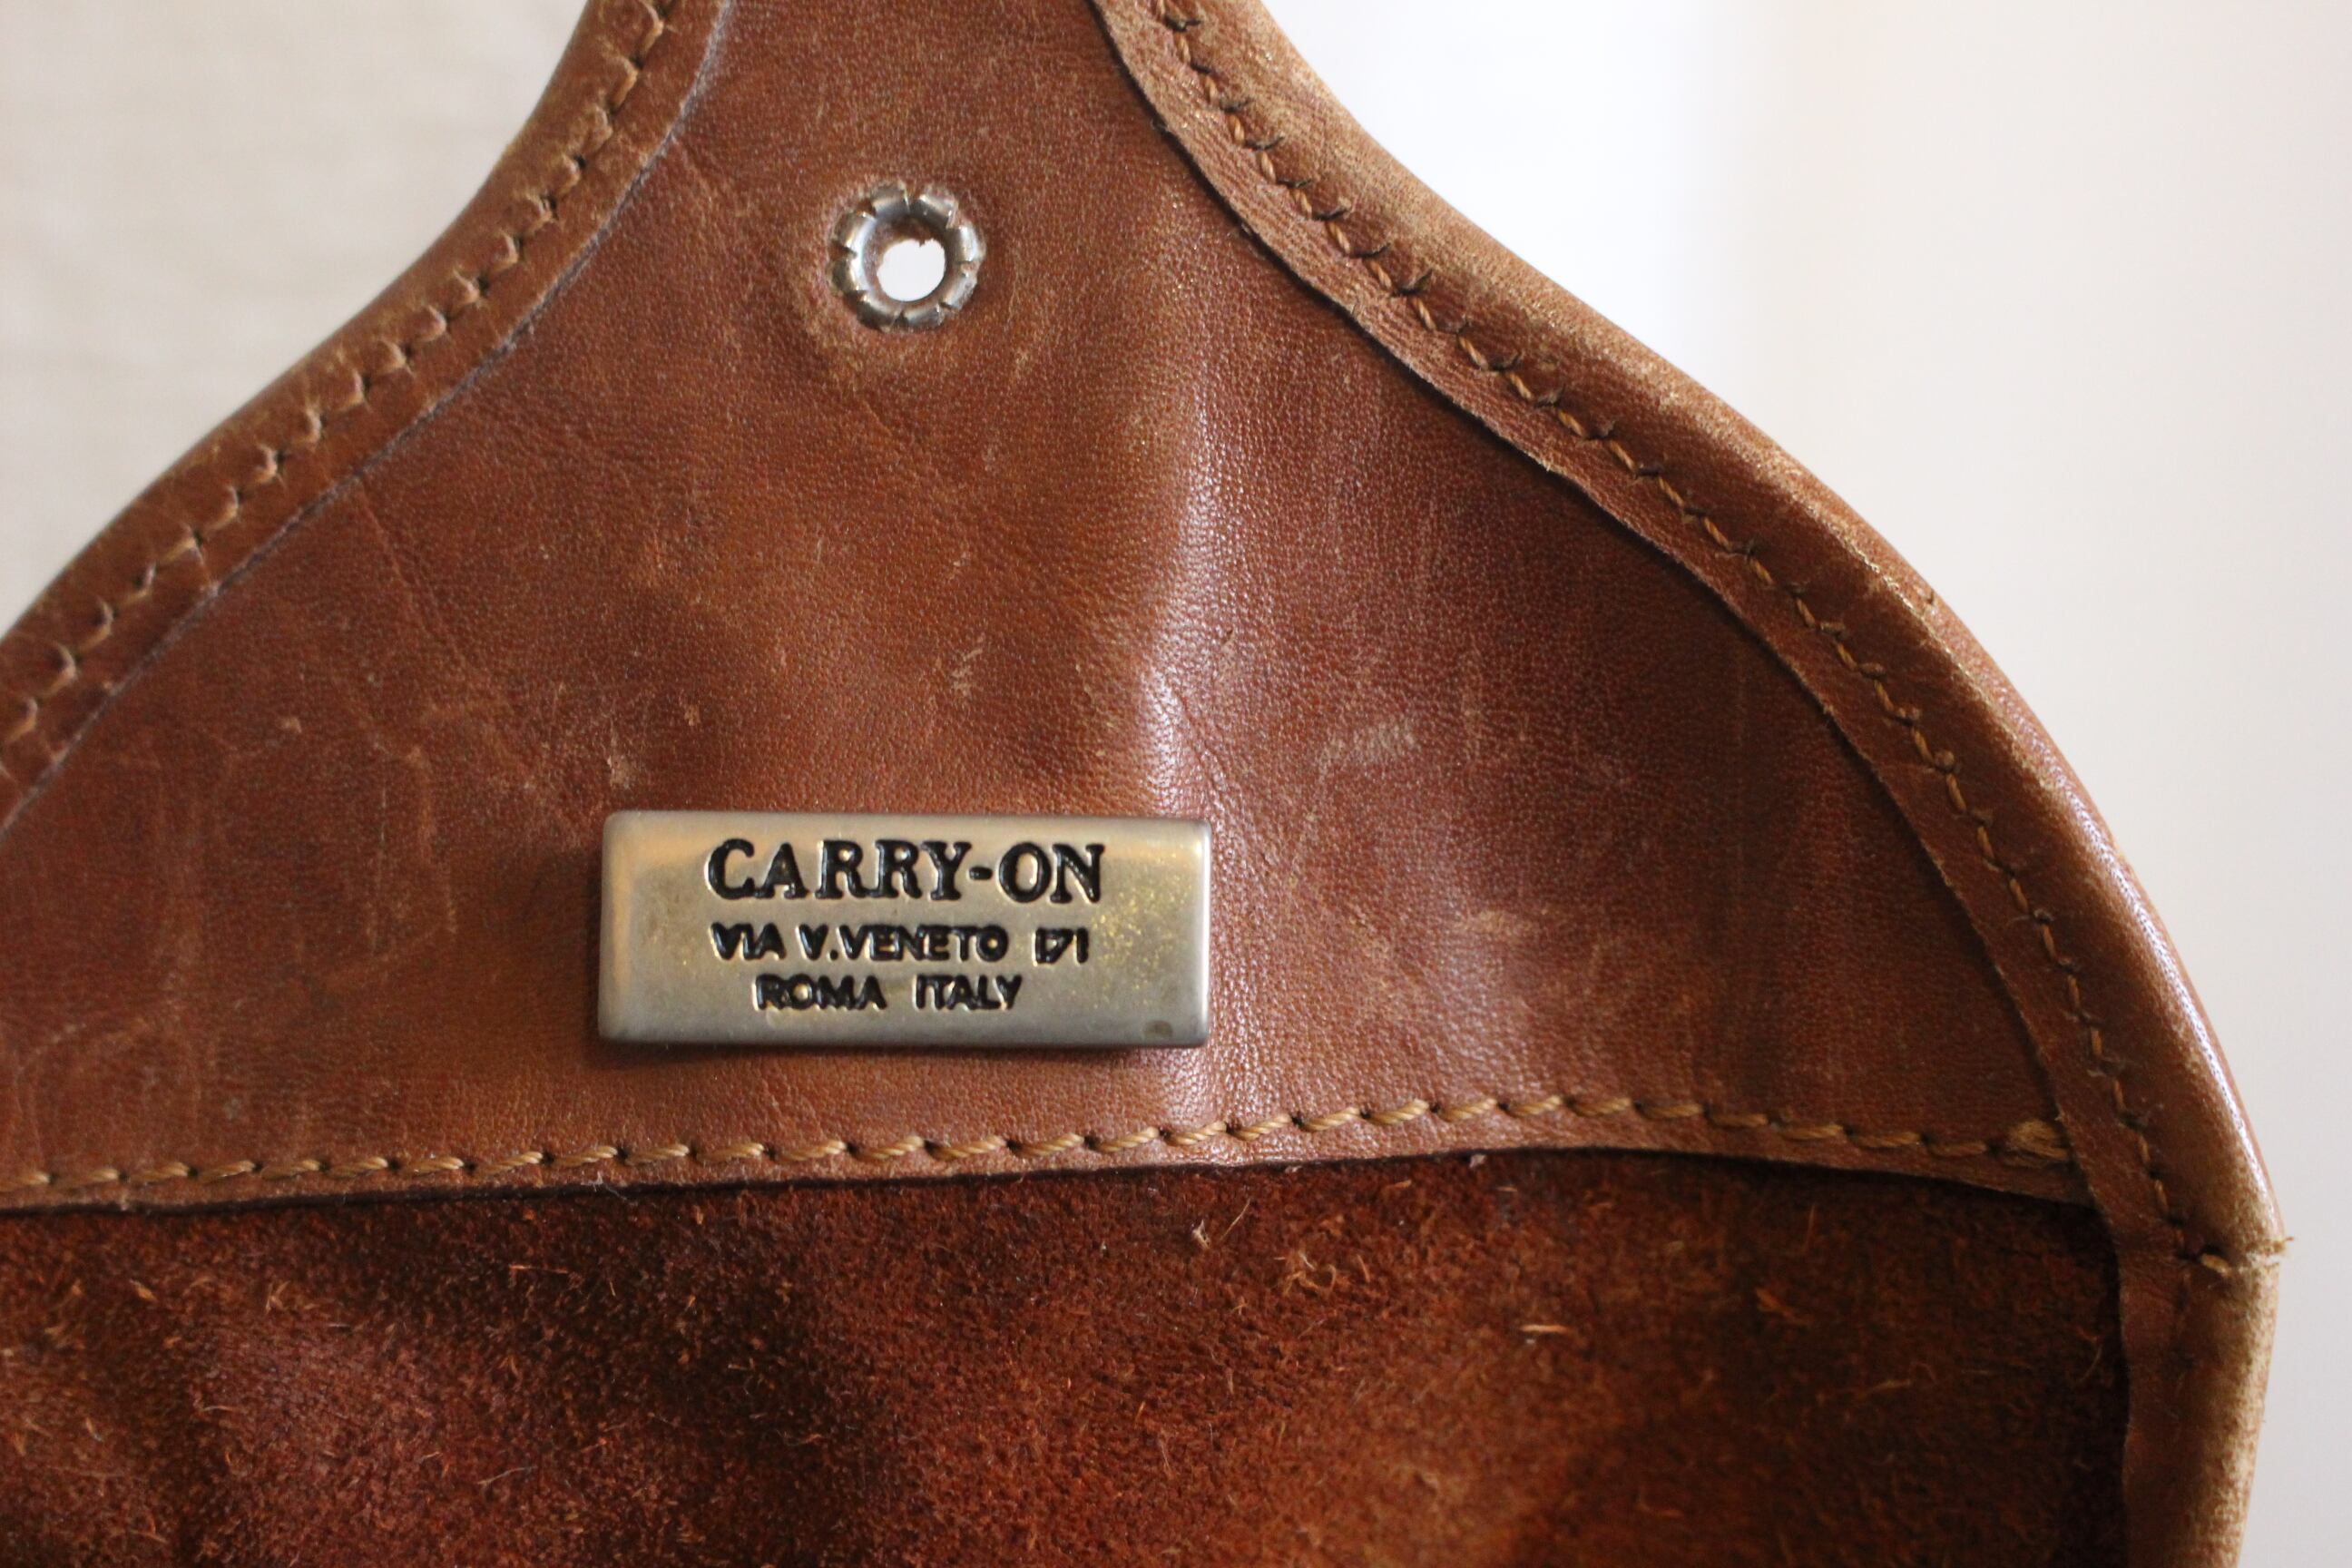 CARRY-ON
VIA V.VENETO 171
ROMA ITALY